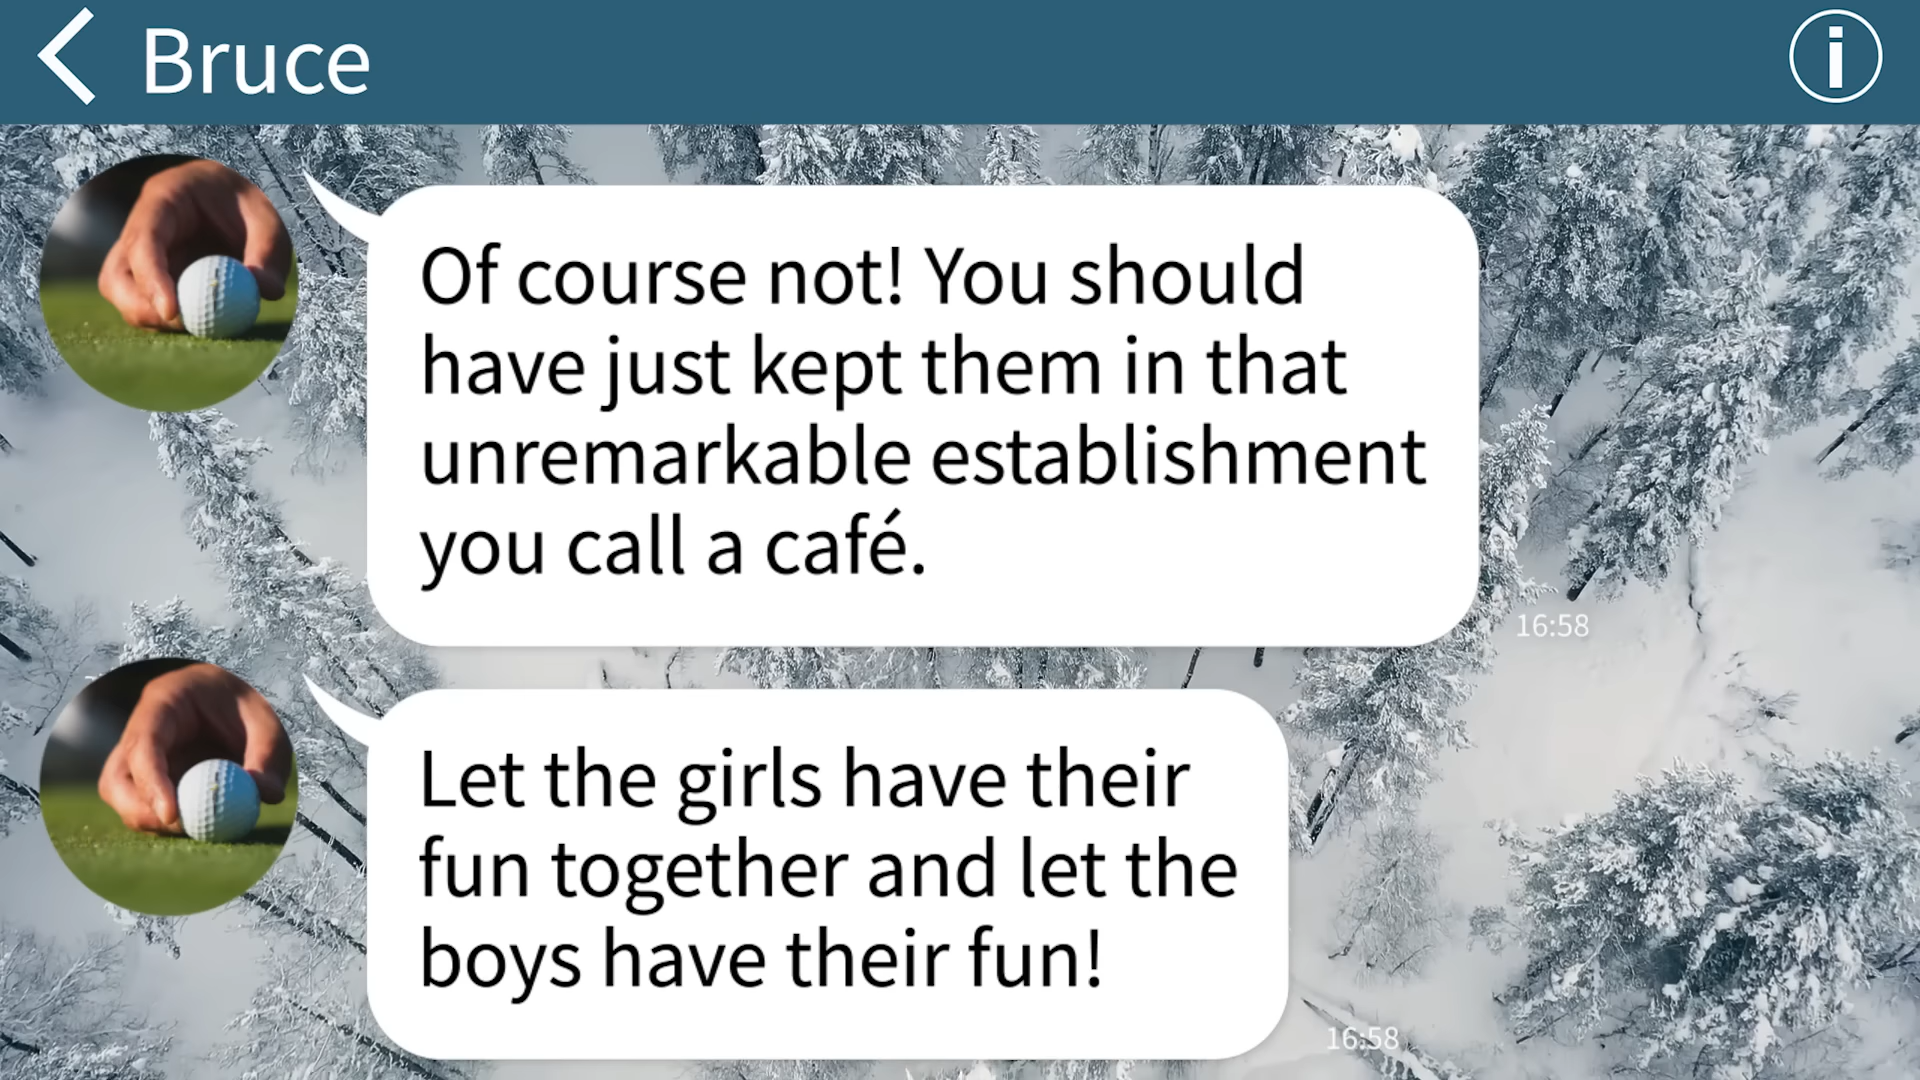 Bruce
Of course not! You should
have just kept them in that
unremarkable establishment
you call a café.
16:58
Let the girls have their
fun together and let the
boys have their fun!
16:58